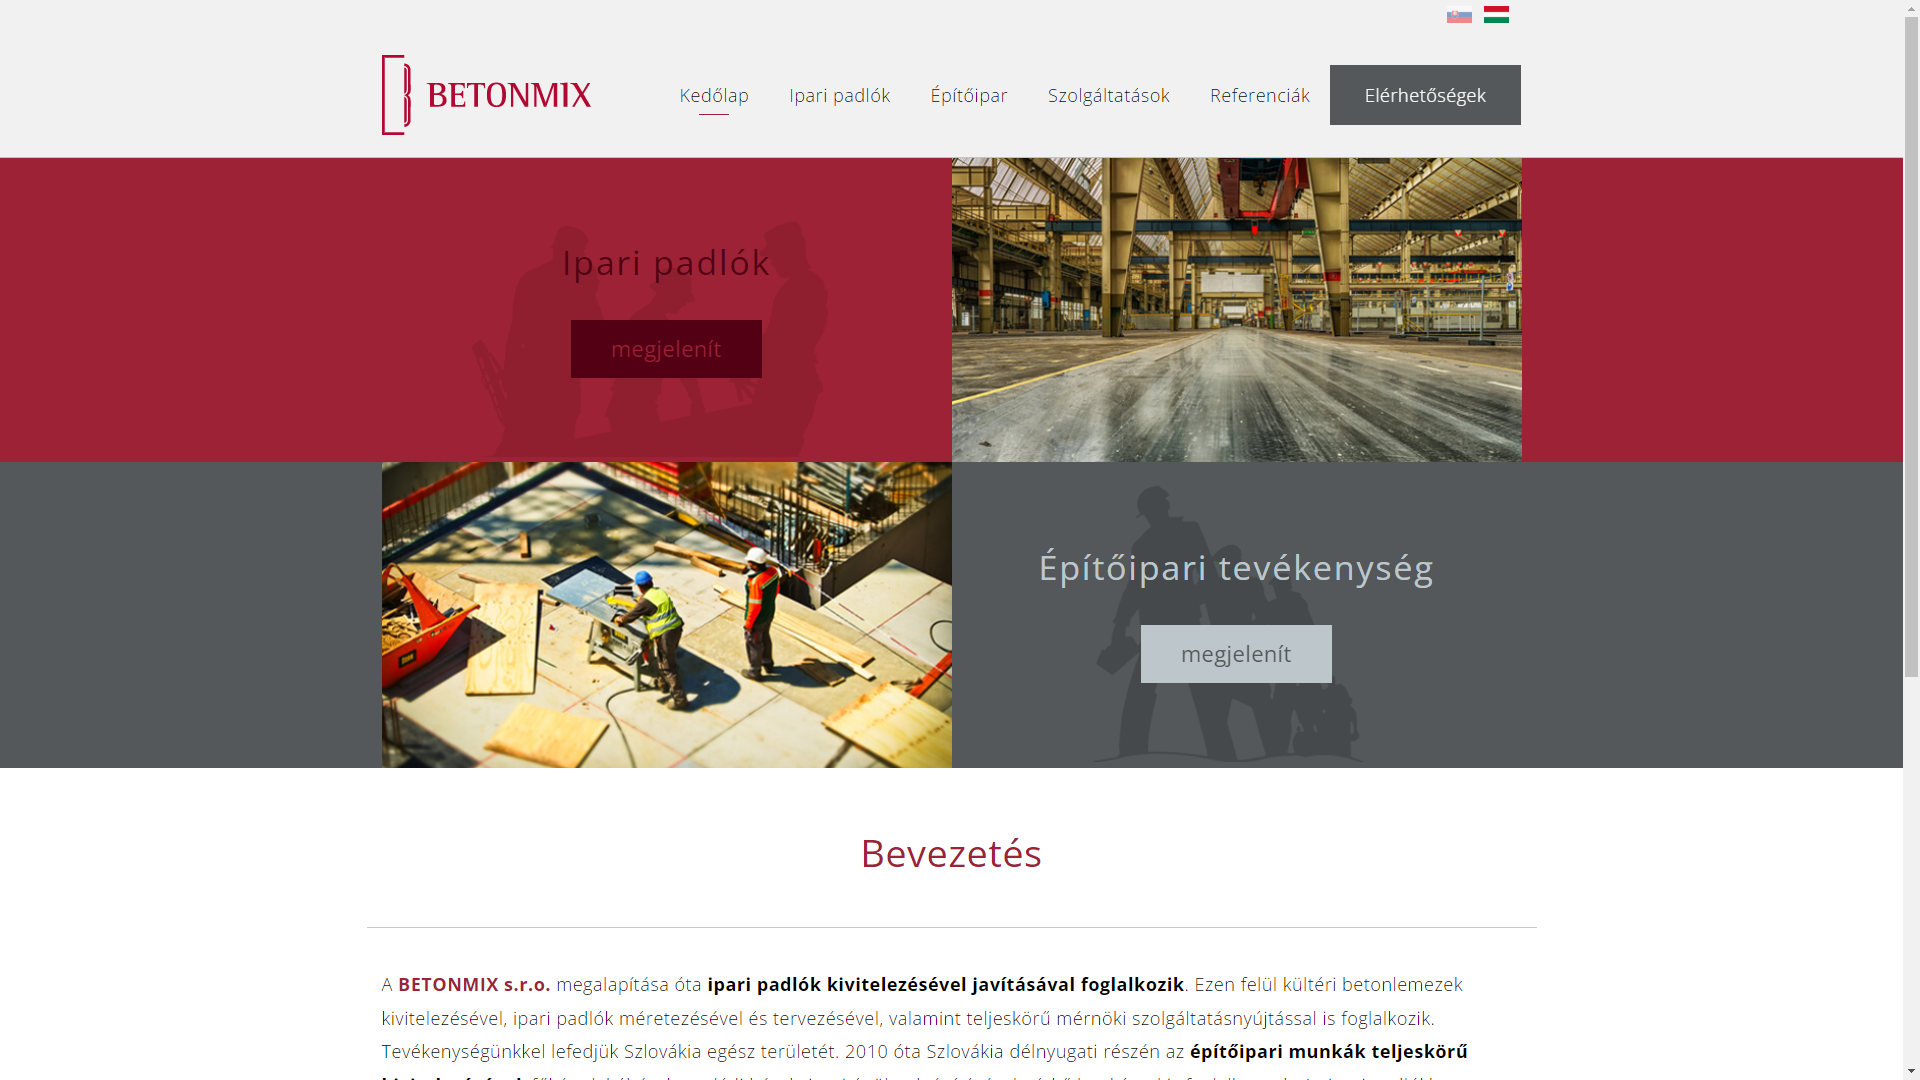 BETONMIX
Kedőlap
Ipari padlók
Építőipar
Szolgáltatások
Referenciák
Elérhetőségek
Ipari padlók
megjelenít
Építőipari tevékenység
megjelenít
Bevezetés
A BETONMIX s.r.o. megalapítása óta ipari padlók kivitelezésével javításával foglalkozik. Ezen felül kültéri betonlemezek
kivitelezésével, ipari padlók méretezésével és tervezésével, valamint teljeskörű mérnöki szolgáltatásnyújtással is foglalkozik.
Tevékenységünkkel lefedjük Szlovákia egész területét. 2010 óta Szlovákia délnyugati részén az építőipari munkák teljeskörű